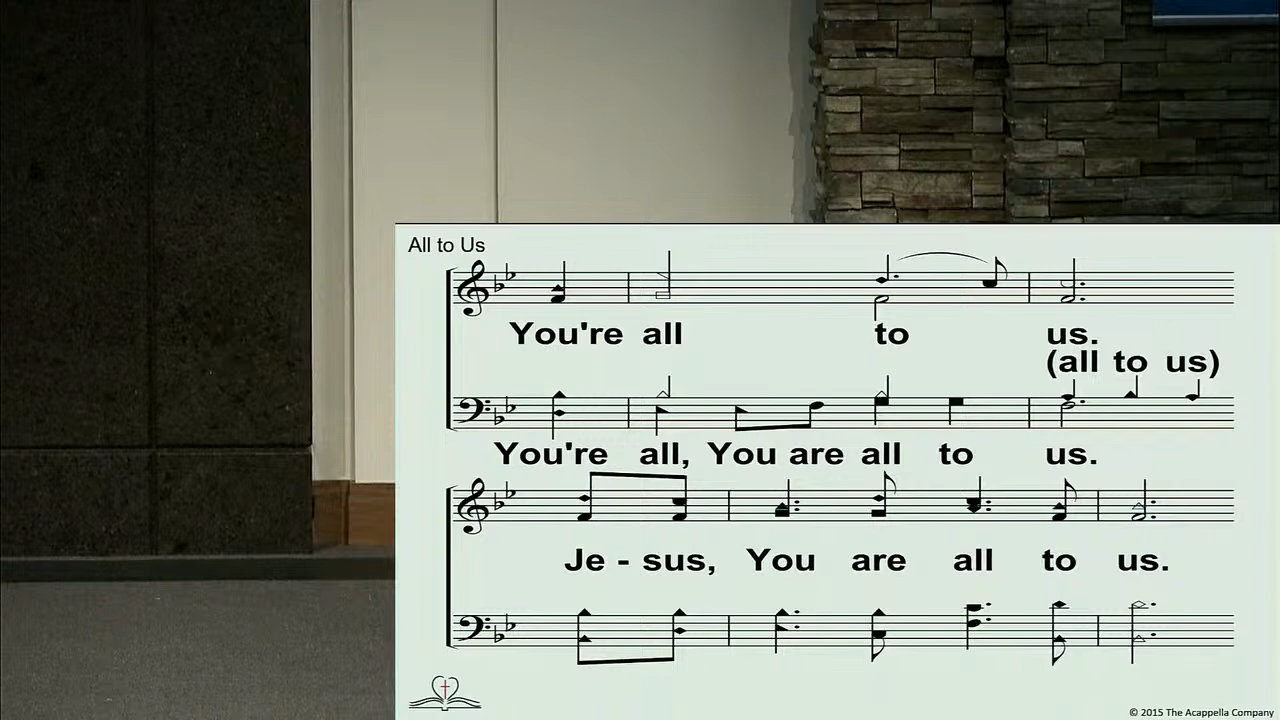 All to Us
You're all to us.
(all to us)
You're all, You are all to us.
Je - sus, You are all to us.
© 2015 The Acappella Company